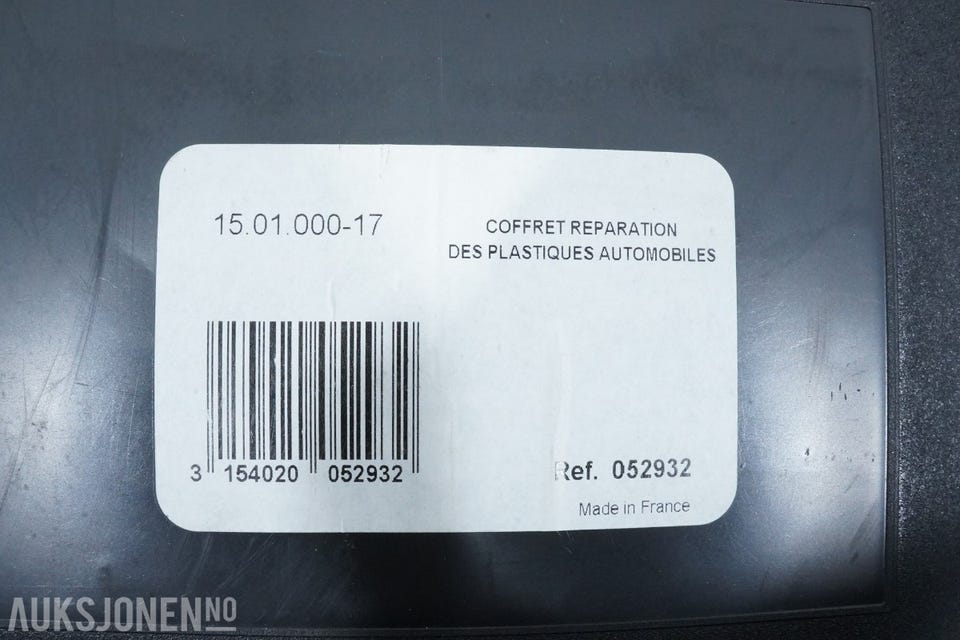 15.01.000-17
COFFRET REPARATION
DES PLASTIQUES AUTOMOBILES
3 154020 052932
Ref. 052932
Made in France
AUKSJONEN.NO